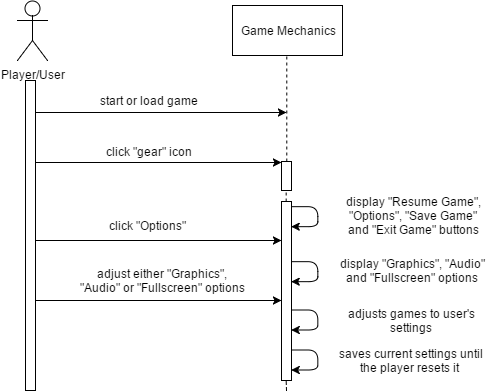 Game Mechanics
Player/User
start or load game
click "gear" icon
display "Resume Game",
"Options", "Save Game"
and "Exit Game" buttons
click "Options"
display "Graphics", "Audio"
and "Fullscreen" options
adjust either "Graphics",
"Audio" or "Fullscreen" options
adjusts games to user's
settings
saves current settings until
the player resets it